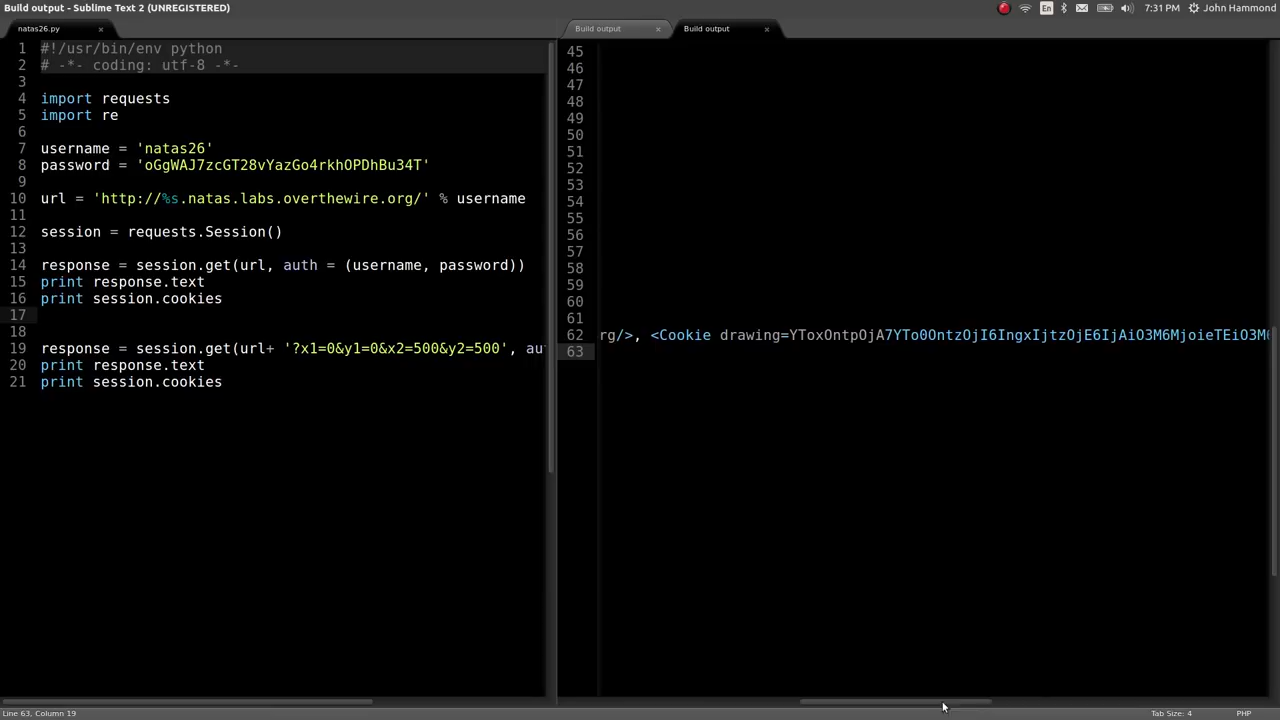 Build output - Sublime Text 2 (UNREGISTERED)
En
7:31 PM
John Hammond
natas26.py
Build output
Build output
1 #!/usr/bin/env python
2 # -*- coding: utf-8 -*-
3
4 import requests
5 import re
6
7 username = 'natas26'
8 password = 'oGgWAJ7zcGT28vYazGo4rkhOPDhBu34T'
9
10 url = 'http://%s.natas.labs.overthewire.org/' % username
11
12 session = requests.Session()
13
14 response = session.get(url, auth = (username, password))
15 print response.text
16 print session.cookies
17
18
19 response = session.get(url+ '?x1=0&y1=0&x2=500&y2=500', au
20 print response.text
21 print session.cookies
45
46
47
48
49
50
51
52
53
54
55
56
57
58
59
60
61
62 rg/>, <Cookie drawing=YToxOntpOjA7YTo0OntzOjI6IngxIjtzOjE6IjAiO3M6MjoieTEiO3M6
63
Line 63, Column 19
Tab Size: 4
PHP